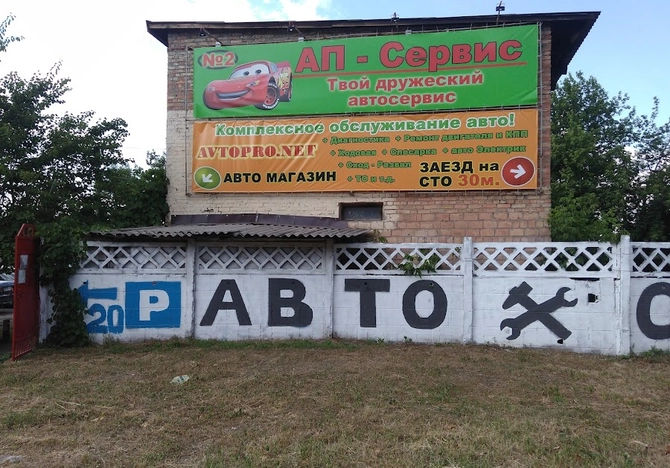 №2
АП - Сервис
Твой дружеский
автосервис
Комплексное обслуживание авто!
AVTOPRO.NET
+ Диагностика + Ремонт двигателя и КПП
+ Ходовая + Слесарка + авто Электрик
+ Сход - Развал
+ ТО и т.д.
АВТО МАГАЗИН
ЗАЕЗД на
СТО 30м.
20 P АВТО С